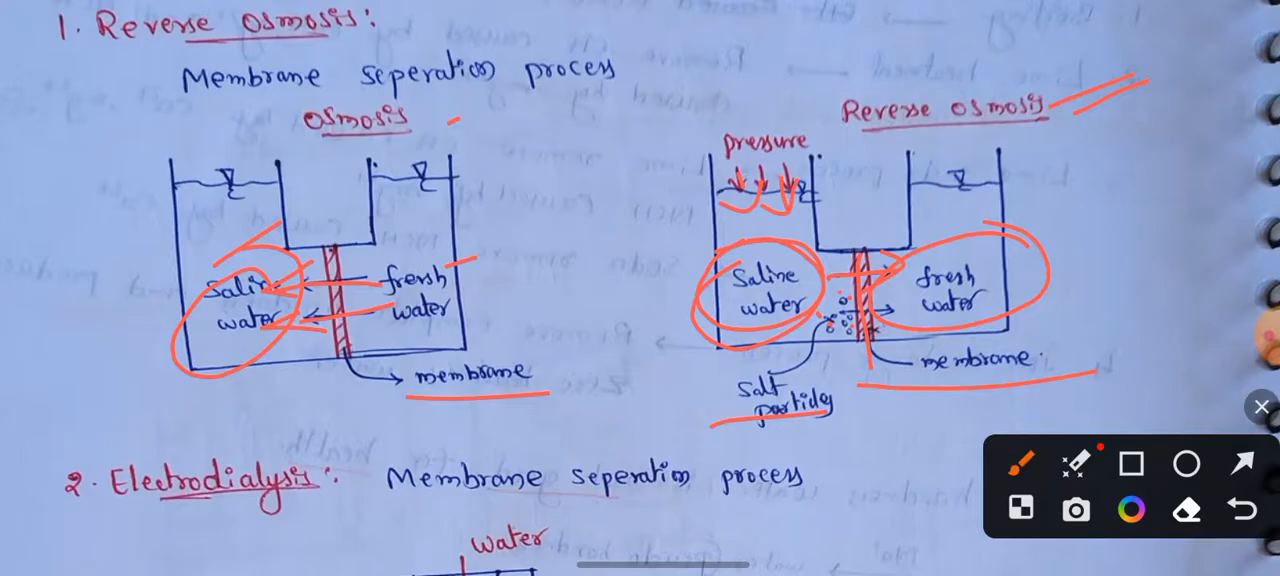 1. Reverse Osmosis:
Membrane seperation process
Osmosis
Reverse Osmosis
pressure
Saline
water
fresh
water
membrane
Saline
water
fresh
water
membrane
Salt
particles
2. Electrodialysis: Membrane seperation process
Water